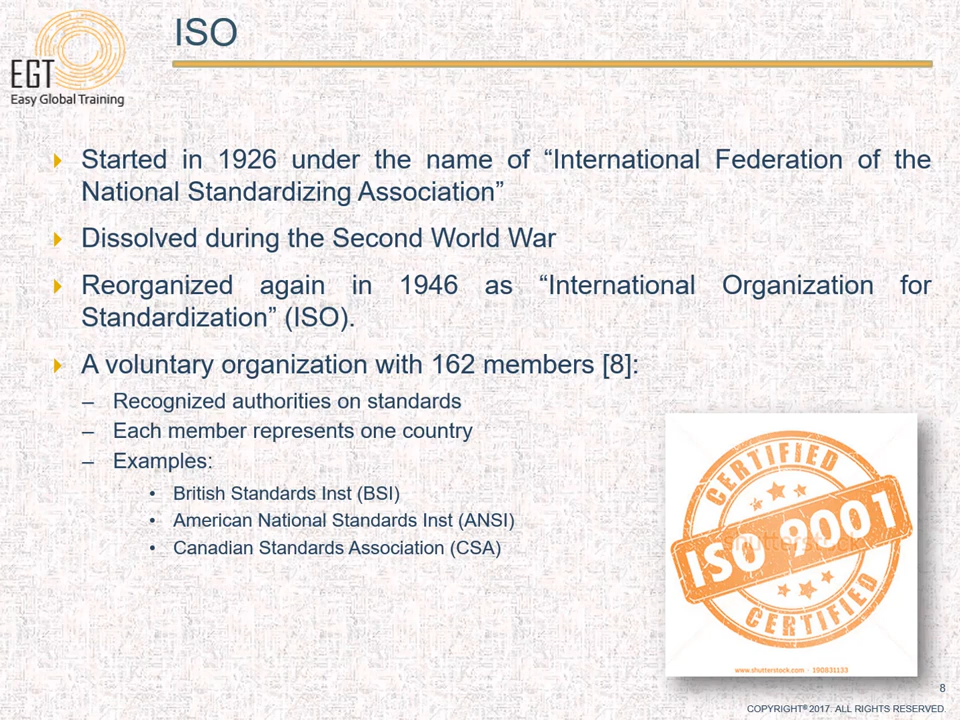 EGT
Easy Global Training
ISO
Started in 1926 under the name of “International Federation of the
National Standardizing Association”
Dissolved during the Second World War
Reorganized again in 1946 as “International Organization for
Standardization” (ISO).
A voluntary organization with 162 members [8]:
– Recognized authorities on standards
– Each member represents one country
– Examples:
• British Standards Inst (BSI)
• American National Standards Inst (ANSI)
• Canadian Standards Association (CSA)
CERTIFIED
ISO 9001
shutterstock
CERTIFIED
www.shutterstock.com · 190831133
8
COPYRIGHT® 2017. ALL RIGHTS RESERVED.